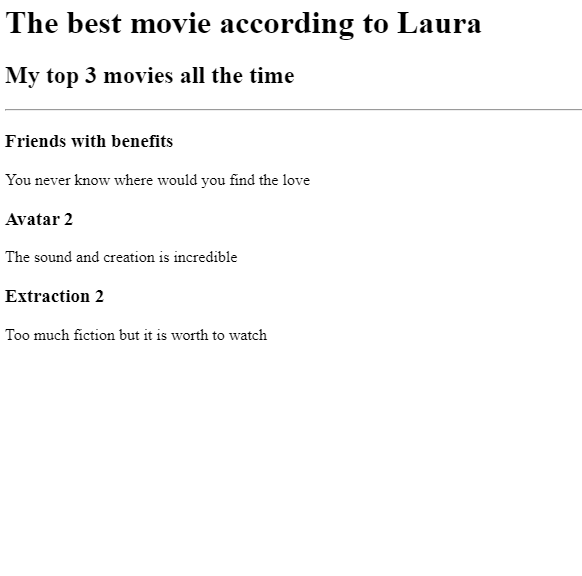 The best movie according to Laura
My top 3 movies all the time
Friends with benefits
You never know where would you find the love
Avatar 2
The sound and creation is incredible
Extraction 2
Too much fiction but it is worth to watch